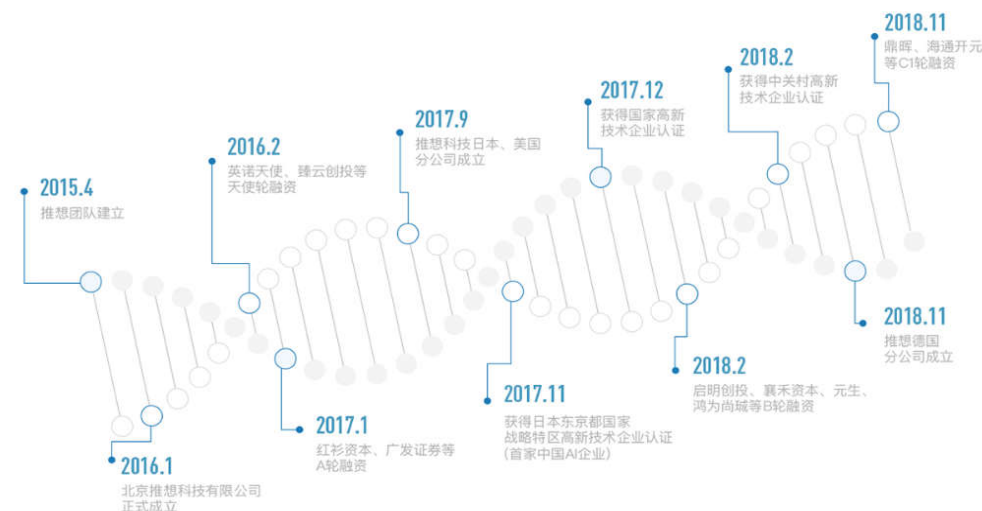 2015.4
推想团队建立
2016.1
北京推想科技有限公司
正式成立
2016.2
英诺天使、臻云创投等
天使轮融资
2017.1
红衫资本、广发证券等
A轮融资
2017.9
推想科技日本、美国
分公司成立
2017.11
获得日本东京都国家
战略特区高新技术企业认证
(首家中国AI企业)
2017.12
获得国家高新
技术企业认证
2018.2
启明创投、襄禾资本、元生、
鸿为尚珹等B轮融资
2018.2
获得中关村高新
技术企业认证
2018.11
鼎晖、海通开元
等C1轮融资
2018.11
推想德国
分公司成立